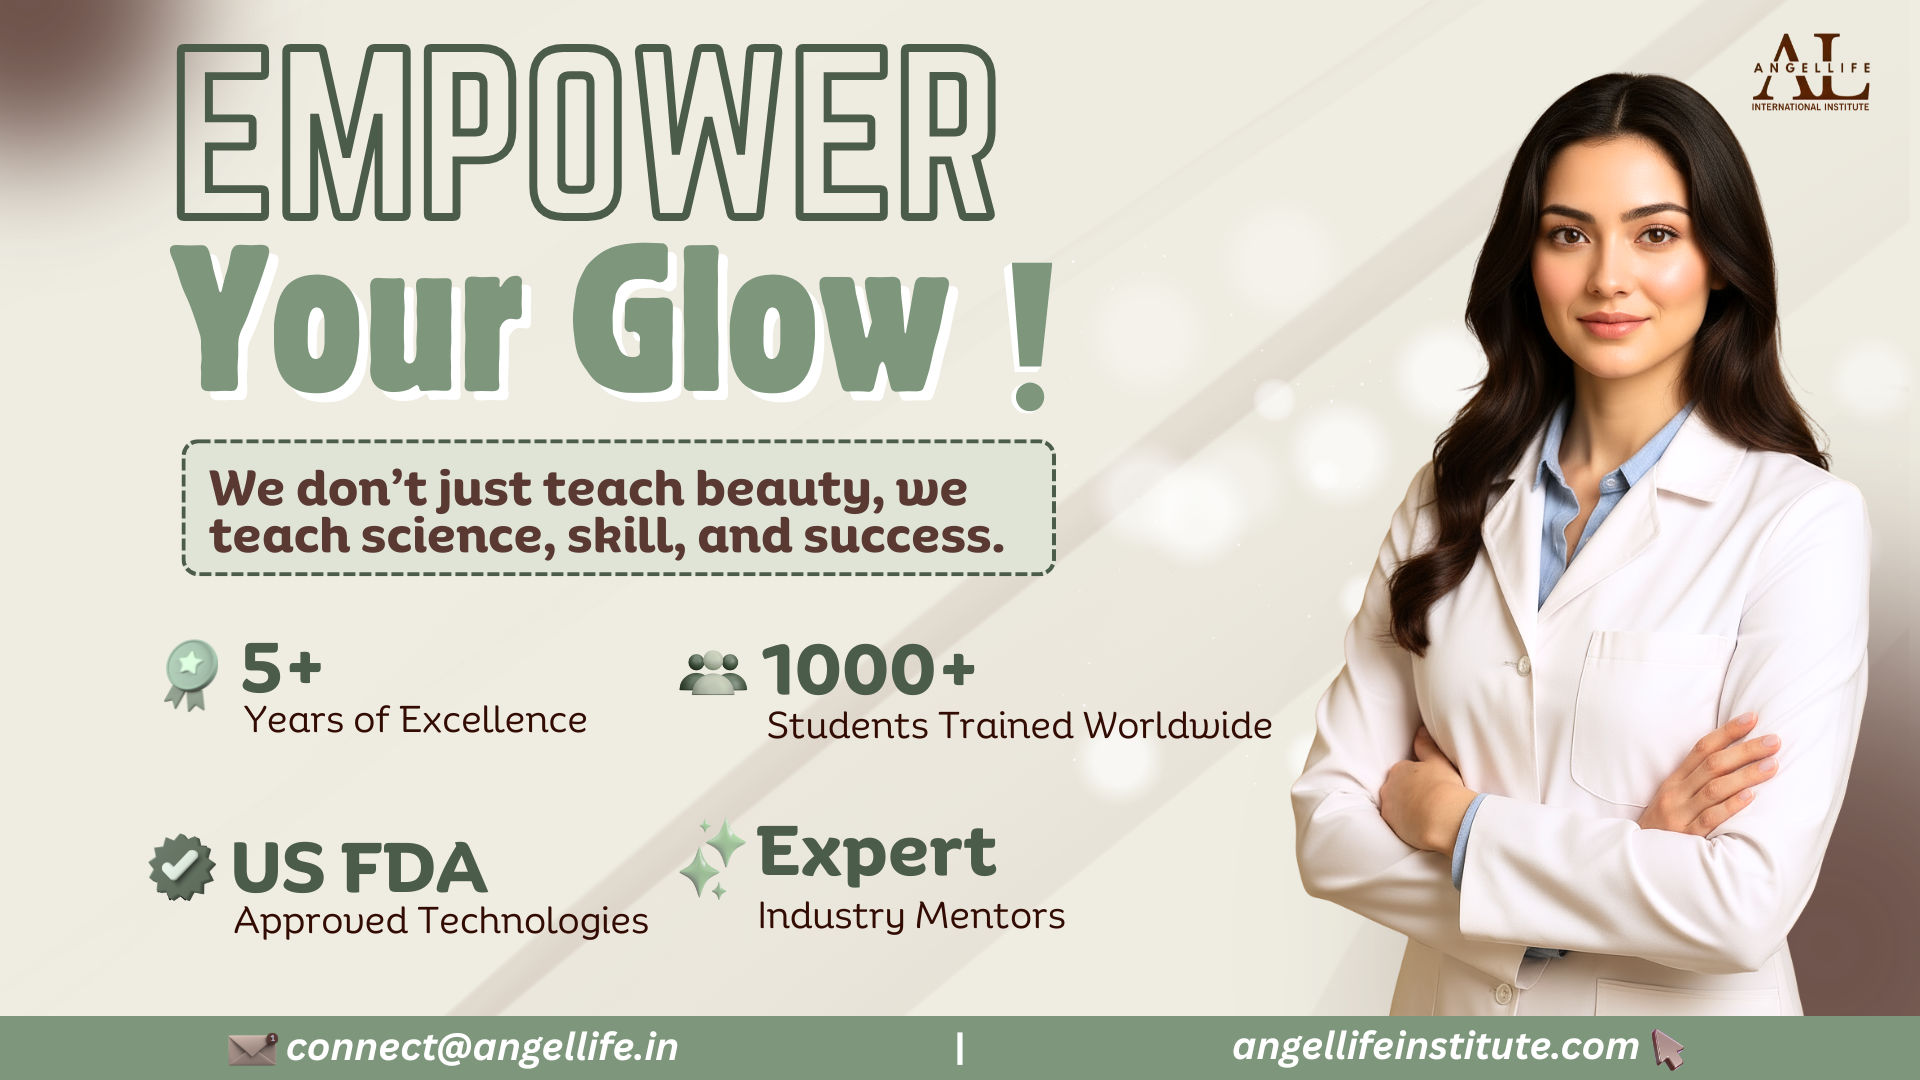 EMPOWER
Your Glow !
ANGELLIFE
AL
INTERNATIONAL INSTITUTE
We don't just teach beauty, we
teach science, skill, and success.
5+
Years of Excellence
1000+
Students Trained Worldwide
US FDA
Approved Technologies
Expert
Industry Mentors
1
connect@angellife.in
|
angellifeinstitute.com